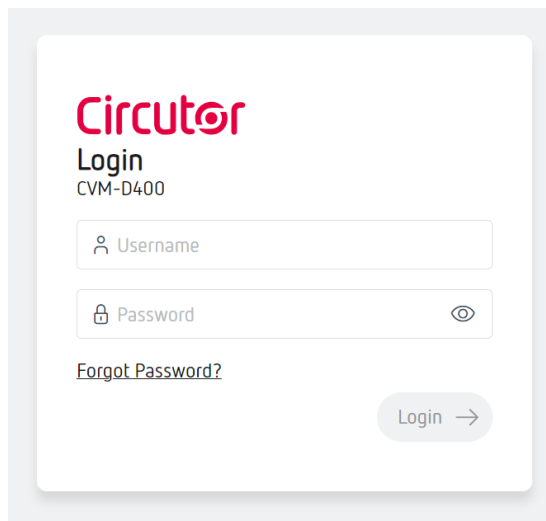 Circutor
Login
CVM-D400
Username
Password
Forgot Password?
Login